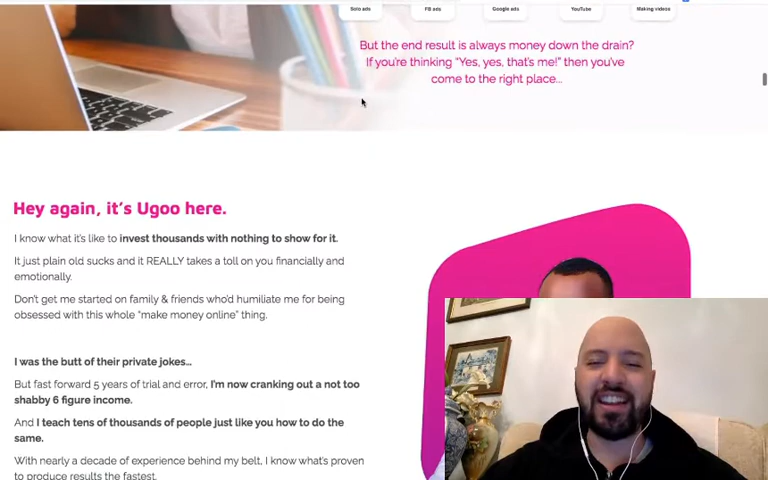 Solo ads
FB ads
Google ads
YouTube
Making videos
But the end result is always money down the drain?
If you're thinking "Yes, yes, that's me!" then you've
come to the right place...
Hey again, it's Ugoo here.
I know what it's like to invest thousands with nothing to show for it.
It just plain old sucks and it REALLY takes a toll on you financially and
emotionally.
Don't get me started on family & friends who'd humiliate me for being
obsessed with this whole "make money online" thing.
I was the butt of their private jokes...
But fast forward 5 years of trial and error, I'm now cranking out a not too
shabby 6 figure income.
And I teach tens of thousands of people just like you how to do the
same.
With nearly a decade of experience behind my belt, I know what's proven
to produce results the fastest.